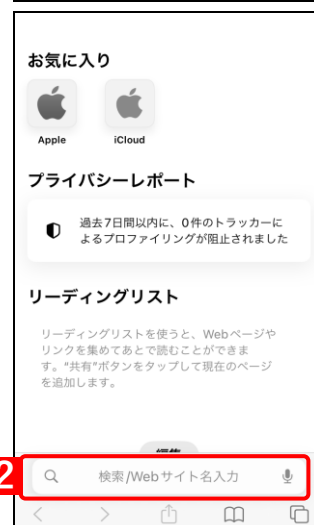 お気に入り
Apple
iCloud
プライバシーレポート
過去7日間以内に、0件のトラッカーに
よるプロファイリングが阻止されました
リーディングリスト
リーディングリストを使うと、Webページや
リンクを集めてあとで読むことができま
す。“共有”ボタンをタップして現在のページ
を追加します。
2
検索/Webサイト名入力